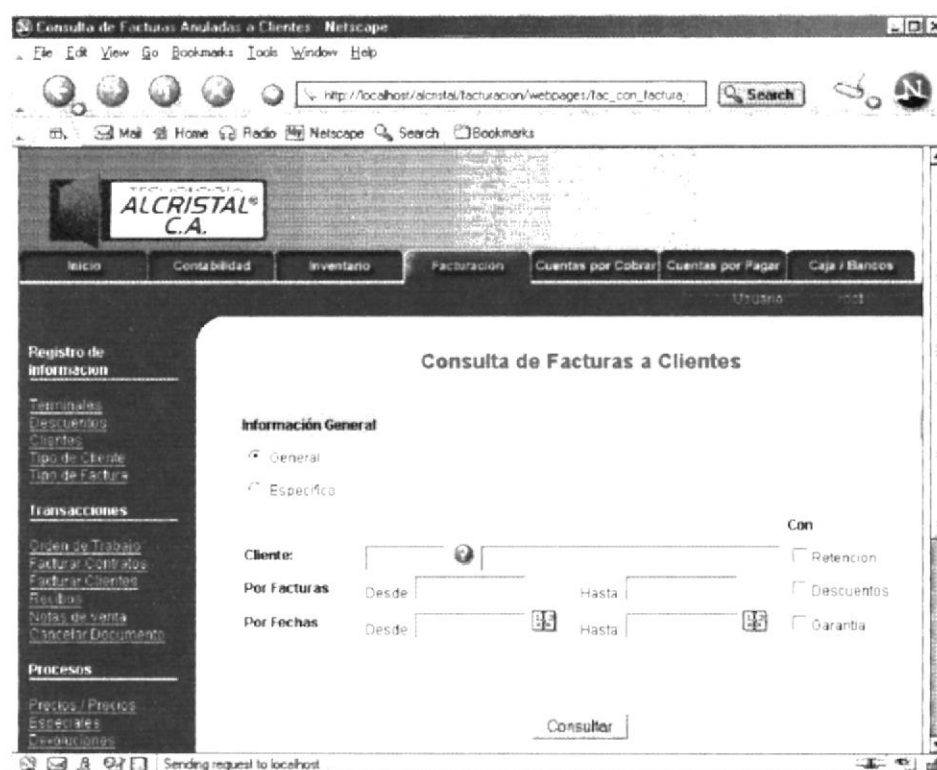 Consulta de Facturas Anuladas a Clientes Netscape
File Edit View Go Bookmarks Tools Window Help
http://localhost/alcristal/facturacion/webpages/fac_con_factura_
Search
Mail Home Radio Netscape Search Bookmarks
ALCRISTAL®
C.A.
Inicio Contabilidad Inventario Facturación Cuentas por Cobrar Cuentas por Pagar Caja / Bancos
Usuario root
Registro de
informacion
Terminales
Descuentos
Clientes
Tipo de Cliente
Tipo de Factura
Transacciones
Orden de Trabajo
Facturar Contratos
Facturar Clientes
Recibos
Notas de venta
Cancelar Documento
Procesos
Precios / Precios
Especiales
Devoluciones
Consulta de Facturas a Clientes
Información General
General
Especifico
Con
Cliente: Retencion
Por Facturas Desde Hasta Descuentos
Por Fechas Desde Hasta Garantia
Consultar
Sending request to localhost